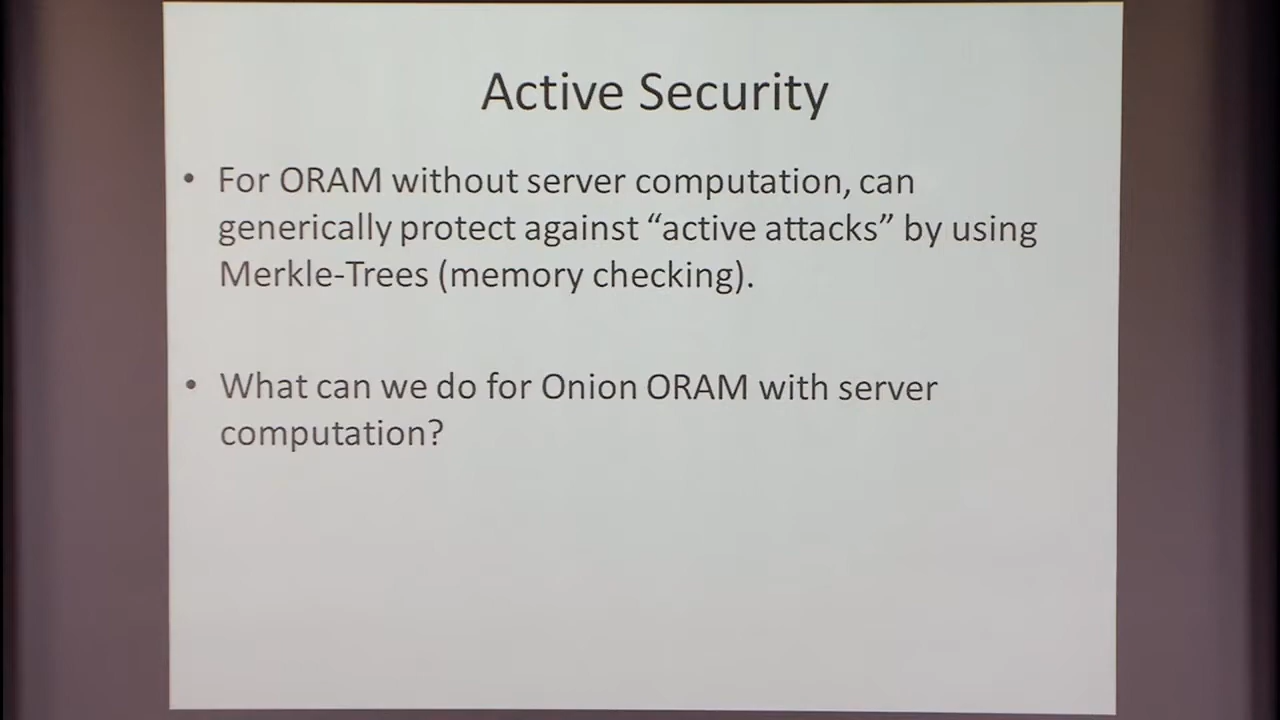 Active Security
• For ORAM without server computation, can
generically protect against “active attacks” by using
Merkle-Trees (memory checking).
• What can we do for Onion ORAM with server
computation?